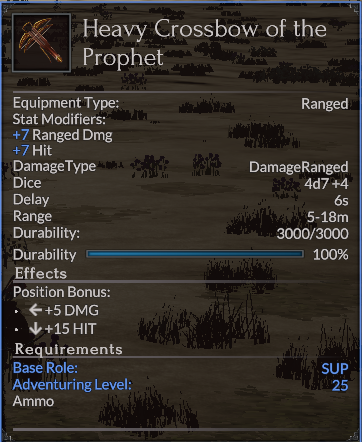 Heavy Crossbow of the
Prophet
Equipment Type: Ranged
Stat Modifiers:
+7 Ranged Dmg
+7 Hit
DamageType DamageRanged
Dice 4d7 +4
Delay 6s
Range 5-18m
Durability: 3000/3000
Durability 100%
Effects
Position Bonus:
• ← +5 DMG
• ↓ +15 HIT
Requirements
Base Role: SUP
Adventuring Level: 25
Ammo